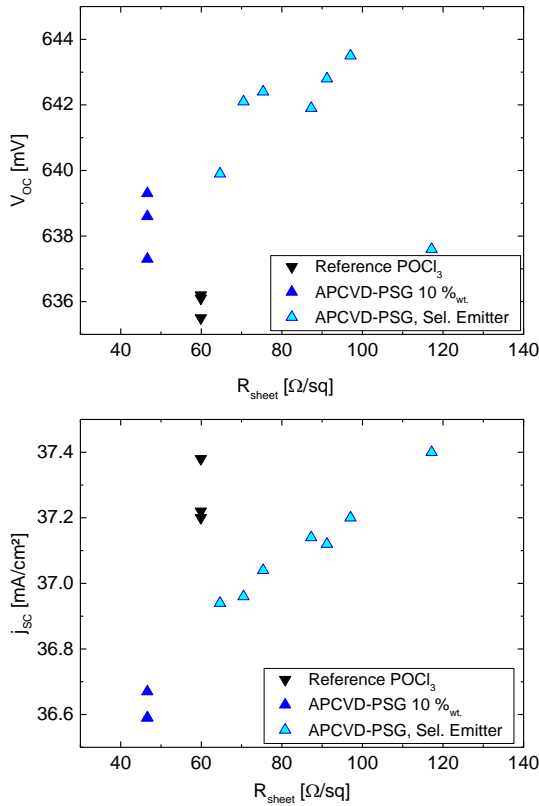 644
642
640
638
636
V_OC [mV]
Reference POCl₃
APCVD-PSG 10 %wt.
APCVD-PSG, Sel. Emitter
40 60 80 100 120 140
R_sheet [Ω/sq]
37.4
37.2
37.0
36.8
36.6
j_SC [mA/cm²]
Reference POCl₃
APCVD-PSG 10 %wt.
APCVD-PSG, Sel. Emitter
40 60 80 100 120 140
R_sheet [Ω/sq]